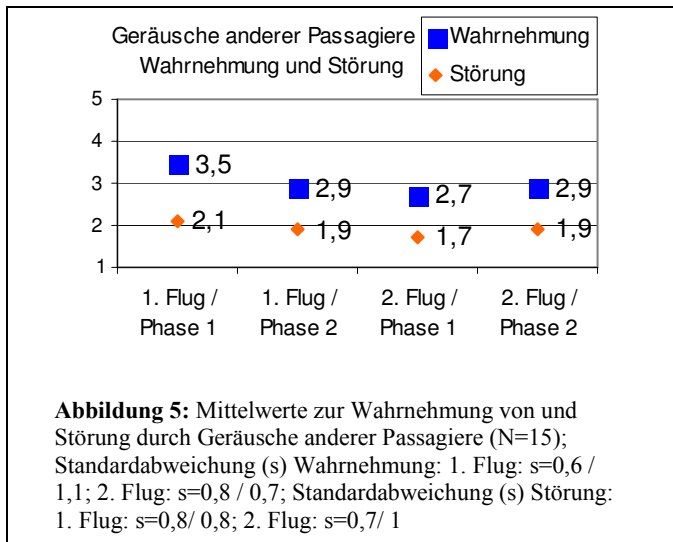 Geräusche anderer Passagiere
Wahrnehmung und Störung
Wahrnehmung
Störung
5
4
3
2
1
3,5
2,9
2,7
2,9
2,1
1,9
1,7
1,9
1. Flug / 1. Flug / 2. Flug / 2. Flug /
Phase 1 Phase 2 Phase 1 Phase 2
Abbildung 5: Mittelwerte zur Wahrnehmung von und
Störung durch Geräusche anderer Passagiere (N=15);
Standardabweichung (s) Wahrnehmung: 1. Flug: s=0,6 /
1,1; 2. Flug: s=0,8 / 0,7; Standardabweichung (s) Störung:
1. Flug: s=0,8/ 0,8; 2. Flug: s=0,7/ 1